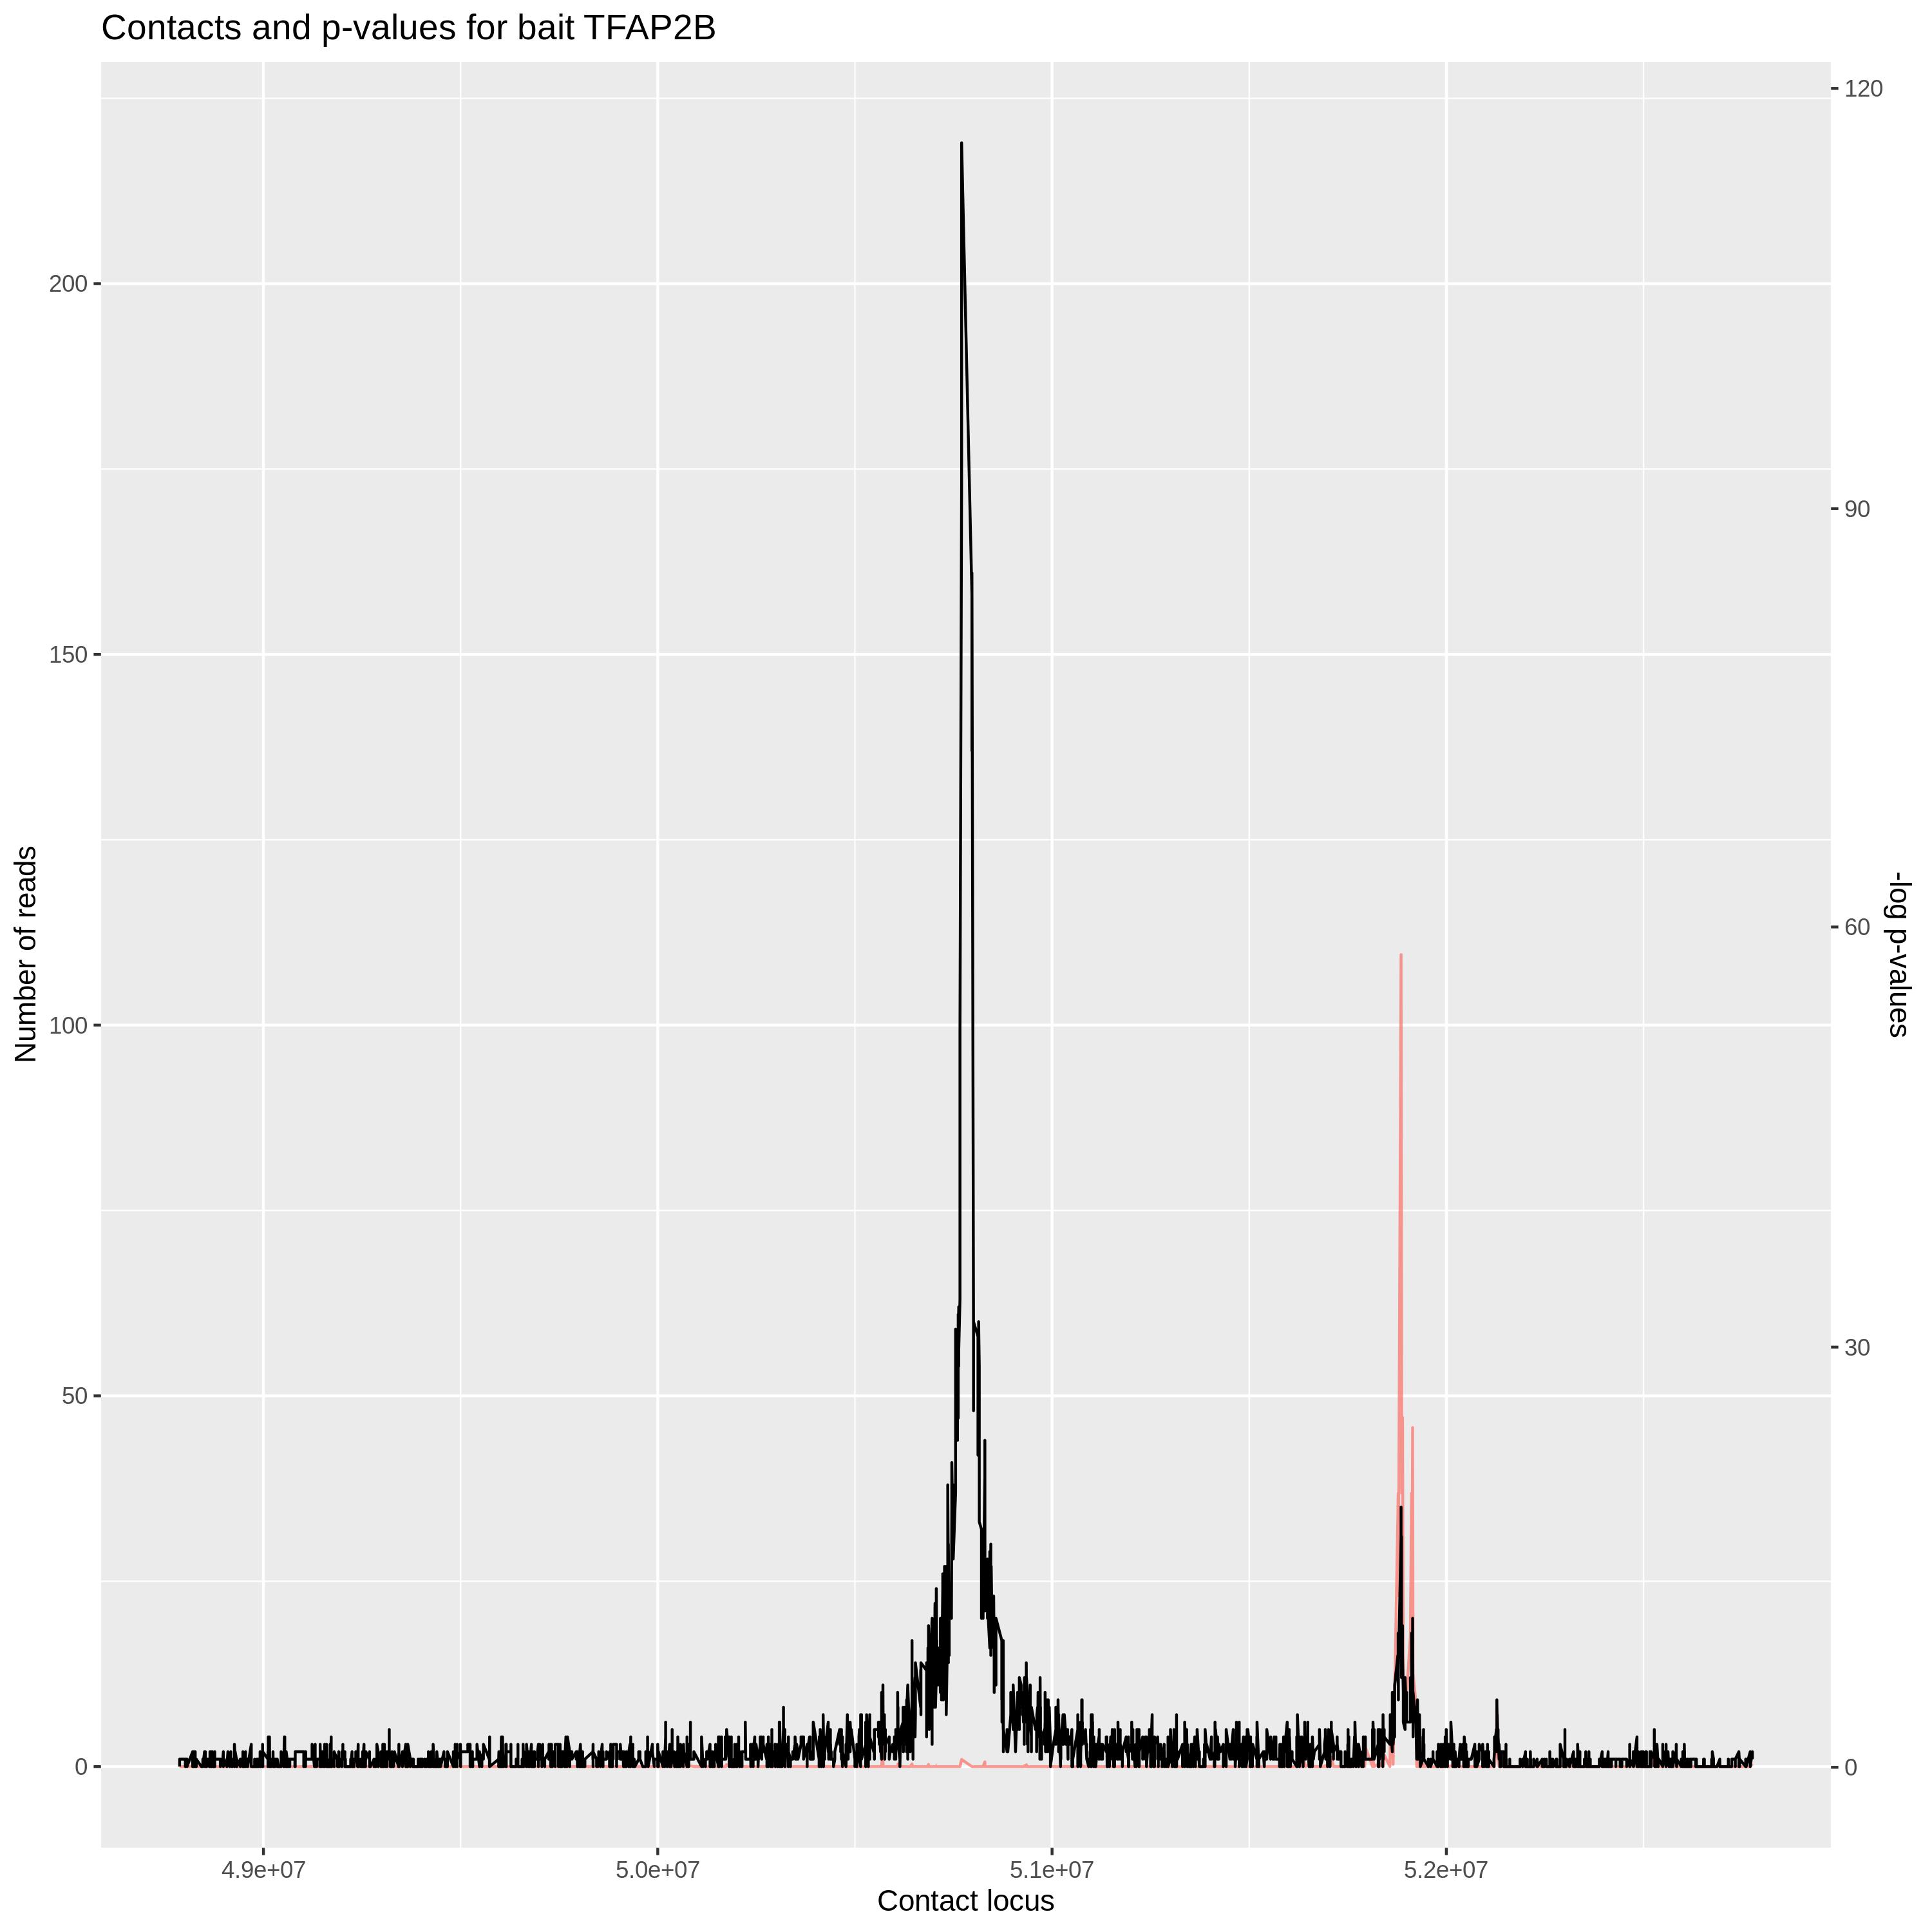 Contacts and p-values for bait TFAP2B
Number of reads
200
150
100
50
0
120
90
60
30
0
-log p-values
4.9e+07
5.0e+07
5.1e+07
5.2e+07
Contact locus